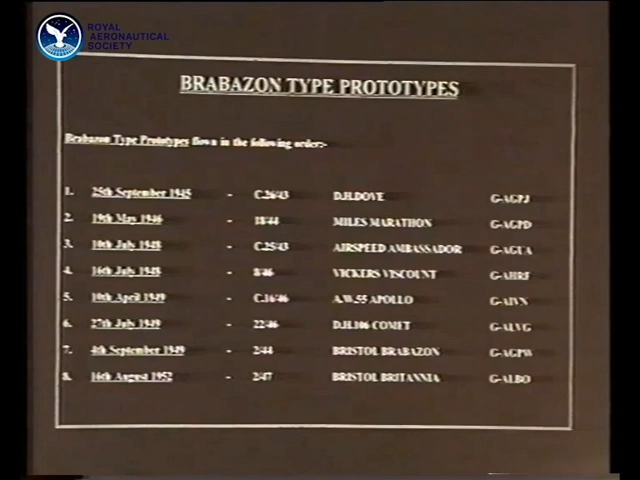 ROYAL
AERONAUTICAL
SOCIETY
BRABAZON TYPE PROTOTYPES
Brabazon Type Prototypes flown in the following order:-
1. 25th September 1945 - C.26/43 D.H.DOVE G-AGPJ
2. 19th May 1946 - 18/44 MILES MARATHON G-AGPD
3. 10th July 1948 - C.25/43 AIRSPEED AMBASSADOR G-AGUA
4. 16th July 1948 - 8/46 VICKERS VISCOUNT G-AHRF
5. 10th April 1949 - C.16/46 A.W.55 APOLLO G-AIYN
6. 27th July 1949 - 22/46 D.H.106 COMET G-ALVG
7. 4th September 1949 - 2/44 BRISTOL BRABAZON G-AGPW
8. 16th August 1952 - 2/47 BRISTOL BRITANNIA G-ALBO